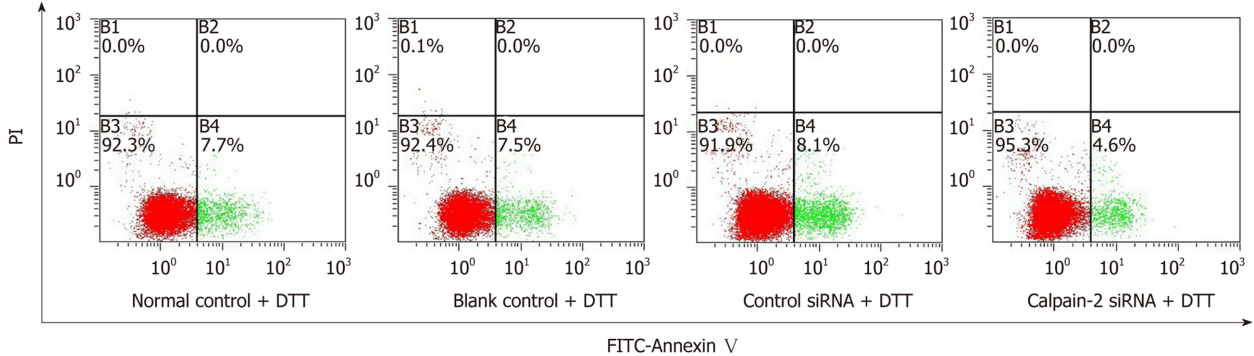 PI
10³
10²
10¹
10⁰
B1
0.0%
B2
0.0%
B3
92.3%
B4
7.7%
10⁰ 10¹ 10² 10³
Normal control + DTT
10³
10²
10¹
10⁰
B1
0.1%
B2
0.0%
B3
92.4%
B4
7.5%
10⁰ 10¹ 10² 10³
Blank control + DTT
10³
10²
10¹
10⁰
B1
0.0%
B2
0.0%
B3
91.9%
B4
8.1%
10⁰ 10¹ 10² 10³
Control siRNA + DTT
10³
10²
10¹
10⁰
B1
0.0%
B2
0.0%
B3
95.3%
B4
4.6%
10⁰ 10¹ 10² 10³
Calpain-2 siRNA + DTT
FITC-Annexin Ⅴ